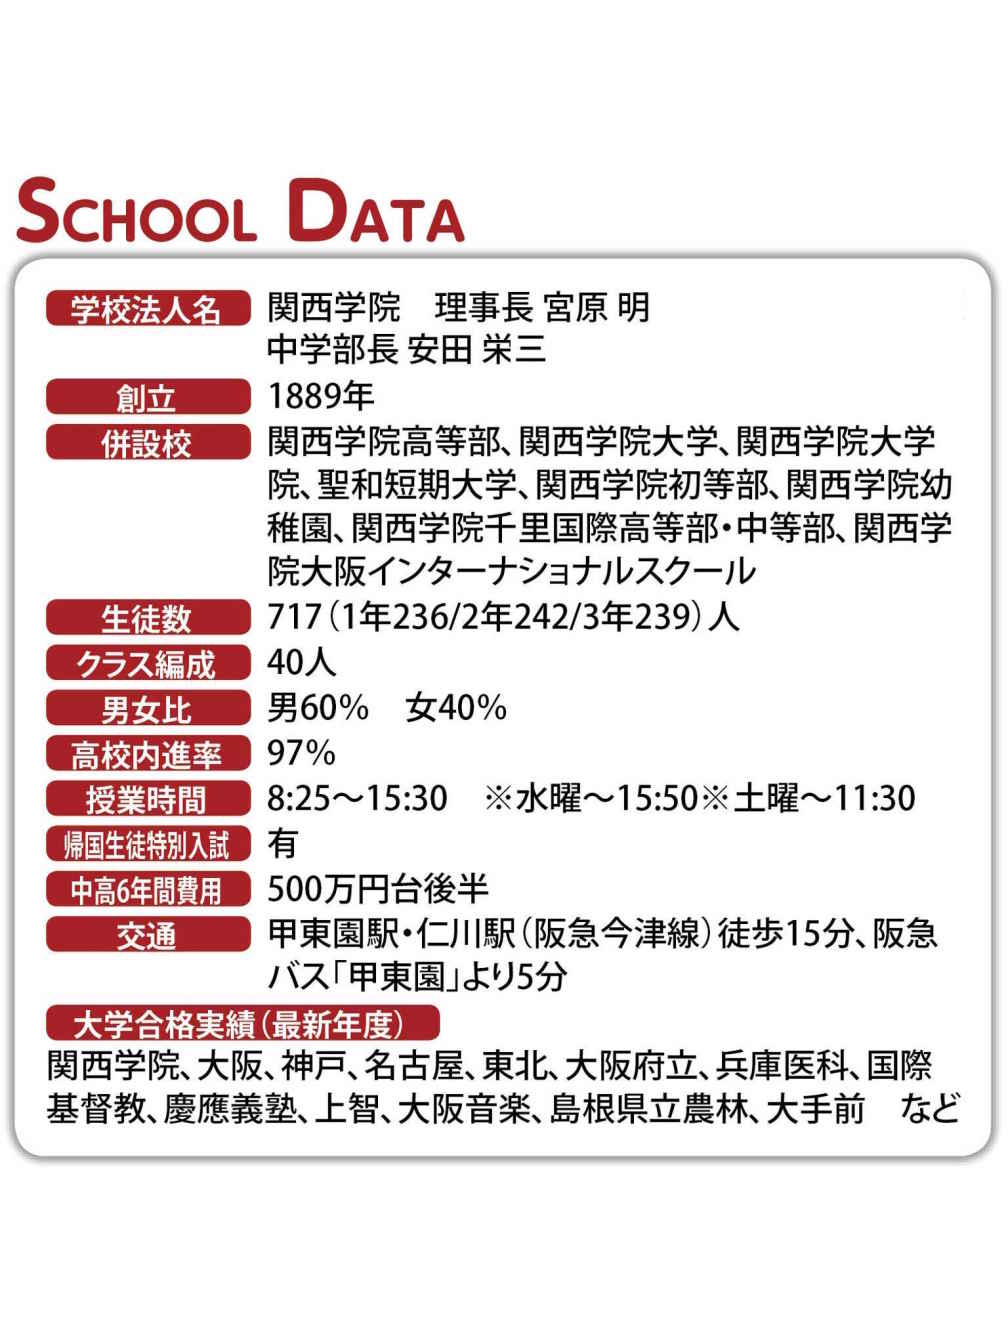 SCHOOL DATA
学校法人名 関西学院　理事長 宮原 明
中学部長 安田 栄三
創立 1889年
併設校 関西学院高等部、関西学院大学、関西学院大学
院、聖和短期大学、関西学院初等部、関西学院幼
稚園、関西学院千里国際高等部・中等部、関西学
院大阪インターナショナルスクール
生徒数 717（1年236/2年242/3年239）人
クラス編成 40人
男女比 男60％　女40％
高校内進率 97％
授業時間 8:25～15:30　※水曜～15:50※土曜～11:30
帰国生徒特別入試 有
中高6年間費用 500万円台後半
交通 甲東園駅・仁川駅（阪急今津線）徒歩15分、阪急
バス「甲東園」より5分
大学合格実績（最新年度）
関西学院、大阪、神戸、名古屋、東北、大阪府立、兵庫医科、国際
基督教、慶應義塾、上智、大阪音楽、島根県立農林、大手前　など